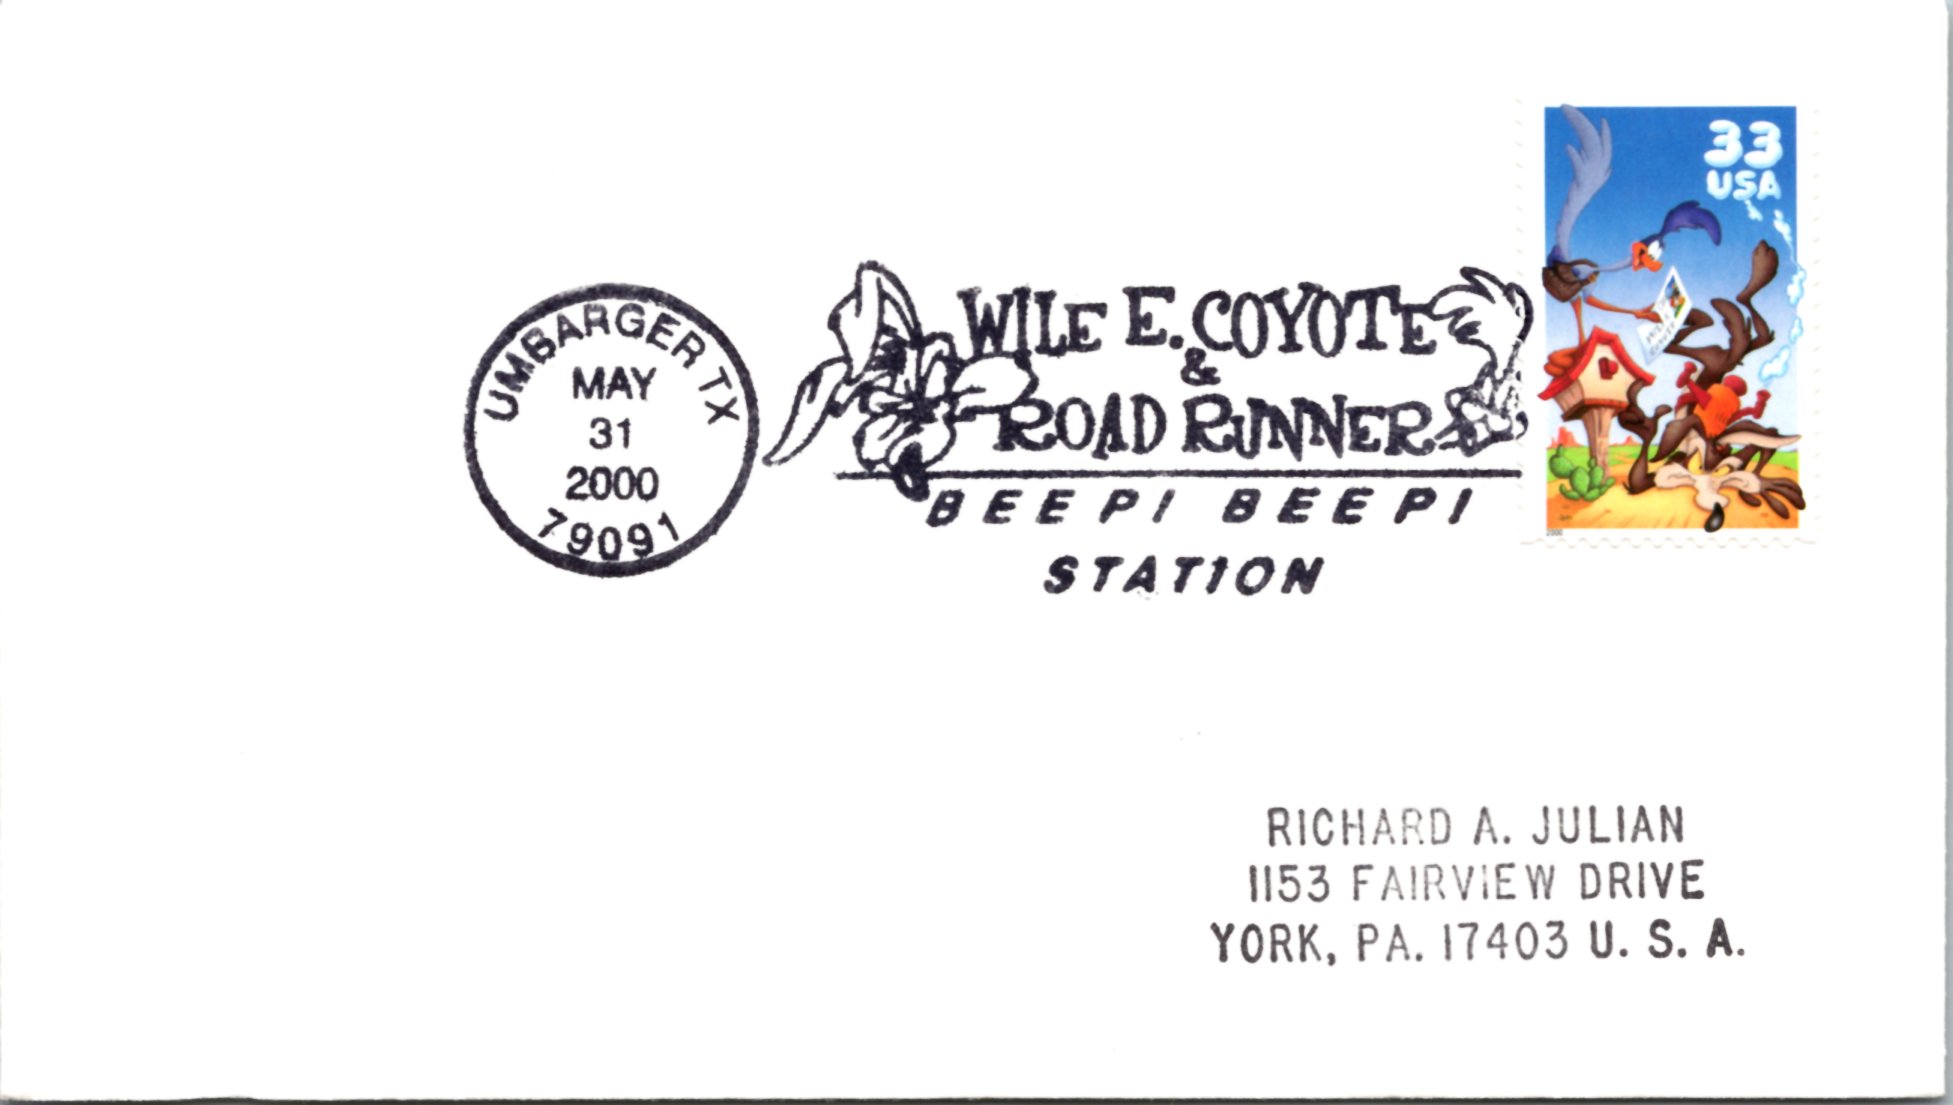 33
USA
UMBARGER TX
MAY
31
2000
79091
WILE E. COYOTE
&
ROAD RUNNER
BEEP! BEEP!
STATION
2000
RICHARD A. JULIAN
1153 FAIRVIEW DRIVE
YORK, PA. 17403 U. S. A.